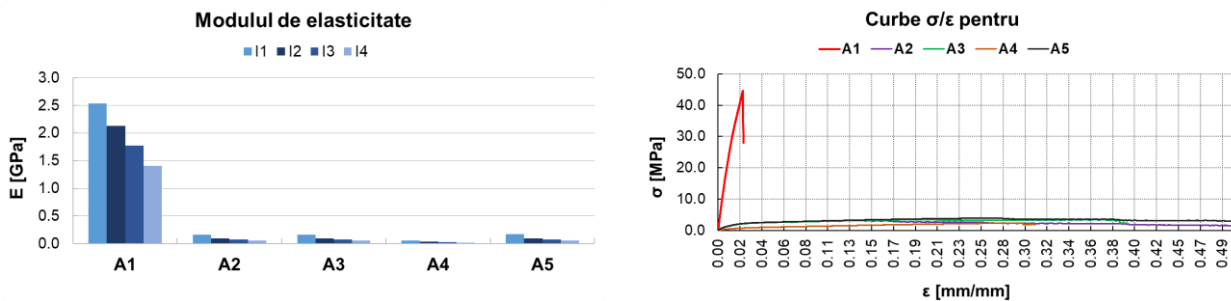 Modulul de elasticitate
I1 I2 I3 I4
3.0
2.5
2.0
1.5
1.0
0.5
0.0
E [GPa]
A1 A2 A3 A4 A5
Curbe σ/ε pentru
A1 A2 A3 A4 A5
50.0
40.0
30.0
20.0
10.0
0.0
σ [MPa]
0.00 0.02 0.04 0.06 0.08 0.09 0.11 0.13 0.15 0.17 0.19 0.21 0.23 0.25 0.26 0.28 0.30 0.32 0.34 0.36 0.38 0.40 0.42 0.45 0.47 0.49
ε [mm/mm]